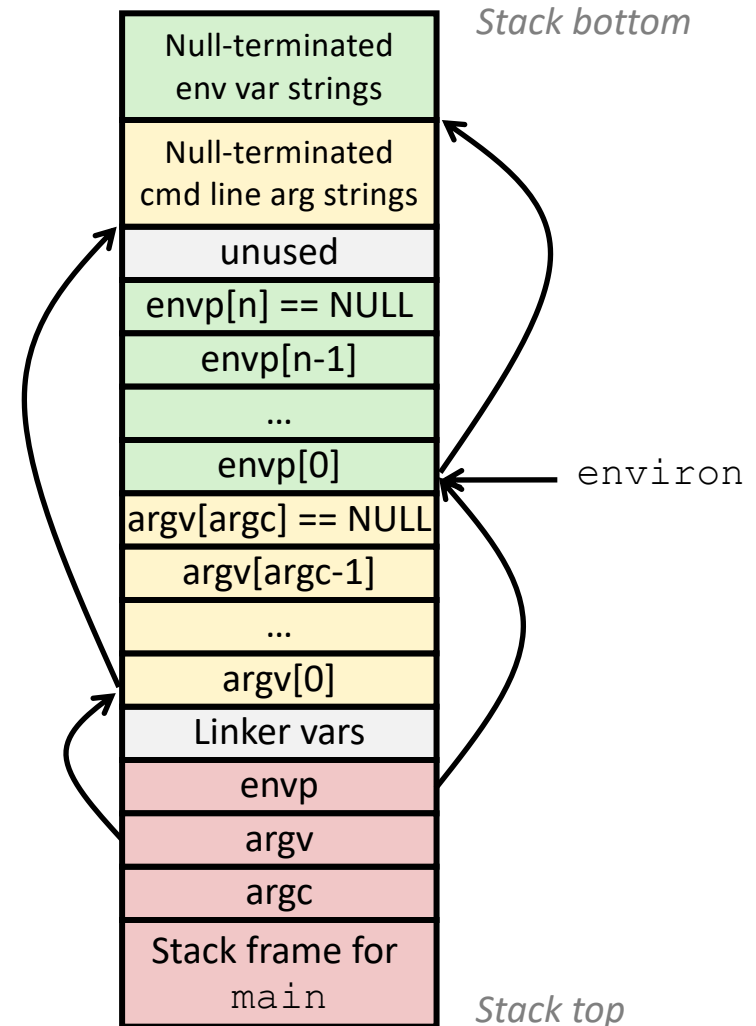 Stack bottom
Null-terminated
env var strings
Null-terminated
cmd line arg strings
unused
envp[n] == NULL
envp[n-1]
…
envp[0]
environ
argv[argc] == NULL
argv[argc-1]
…
argv[0]
Linker vars
envp
argv
argc
Stack frame for
main
Stack top